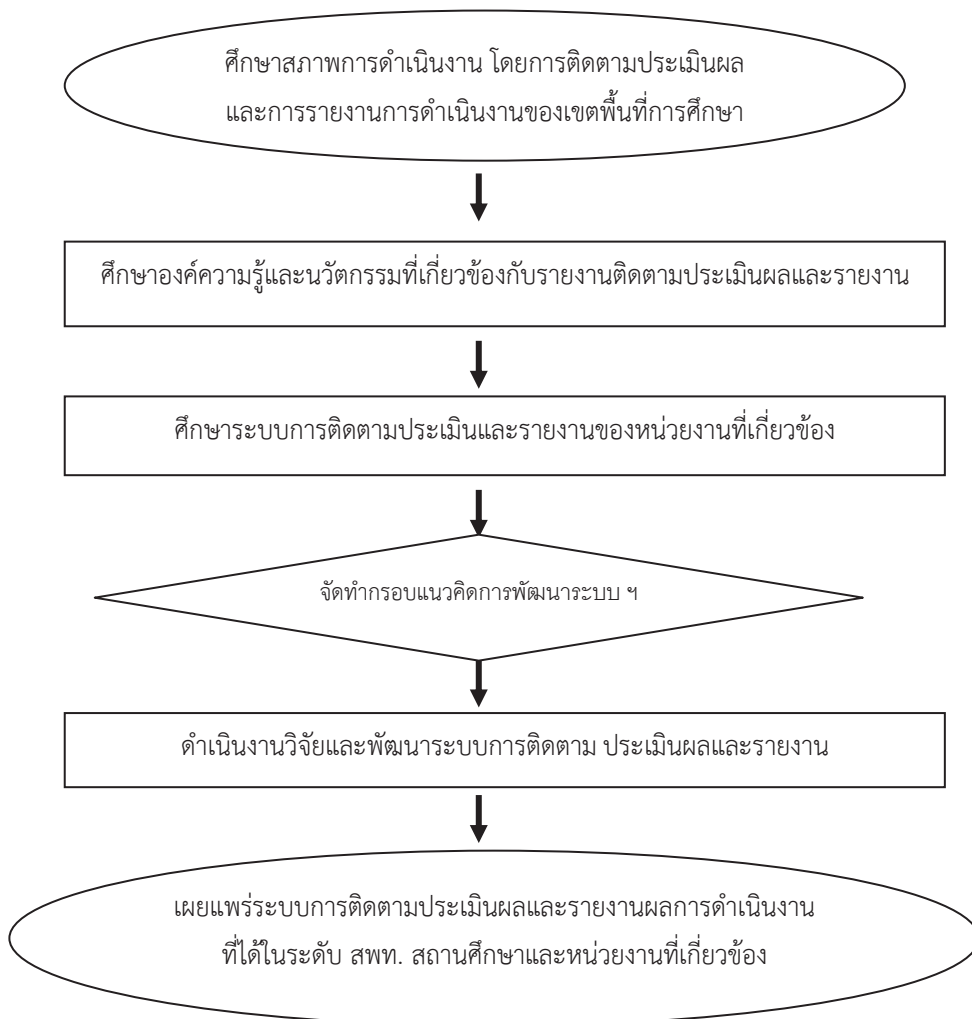 ศึกษาสภาพการดำเนินงาน โดยการติดตามประเมินผล
และการรายงานการดำเนินงานของเขตพื้นที่การศึกษา
ศึกษาองค์ความรู้และนวัตกรรมที่เกี่ยวข้องกับรายงานติดตามประเมินผลและรายงาน
ศึกษาระบบการติดตามประเมินและรายงานของหน่วยงานที่เกี่ยวข้อง
จัดทำกรอบแนวคิดการพัฒนาระบบ ฯ
ดำเนินงานวิจัยและพัฒนาระบบการติดตาม ประเมินผลและรายงาน
เผยแพร่ระบบการติดตามประเมินผลและรายงานผลการดำเนินงาน
ที่ได้ในระดับ สพท. สถานศึกษาและหน่วยงานที่เกี่ยวข้อง